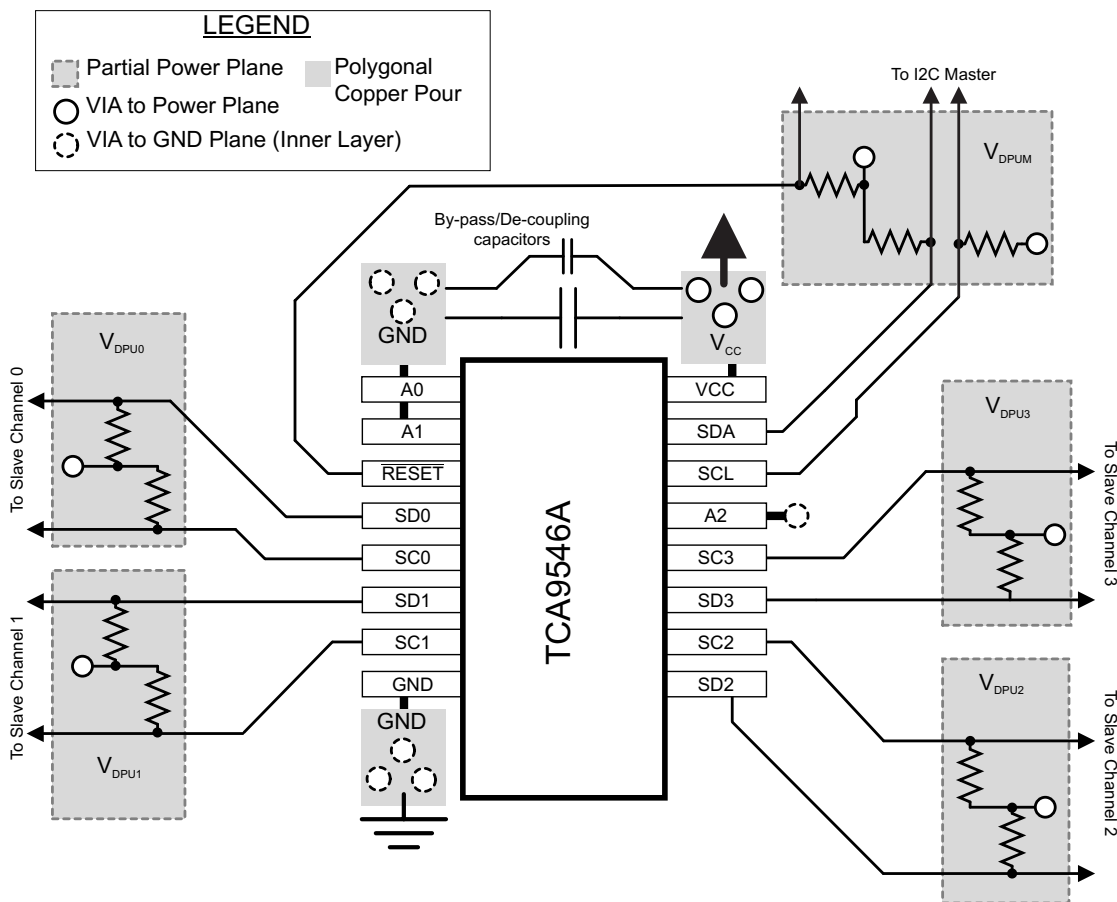 LEGEND
Partial Power Plane
Polygonal
Copper Pour
VIA to Power Plane
VIA to GND Plane (Inner Layer)
To I2C Master
VDPUM
By-pass/De-coupling
capacitors
GND
VCC
VDPU0
To Slave Channel 0
A0
A1
RESET
SD0
SC0
SD1
SC1
GND
TCA9546A
VCC
SDA
SCL
A2
SC3
SD3
SC2
SD2
VDPU3
To Slave Channel 3
To Slave Channel 1
VDPU1
GND
VDPU2
To Slave Channel 2